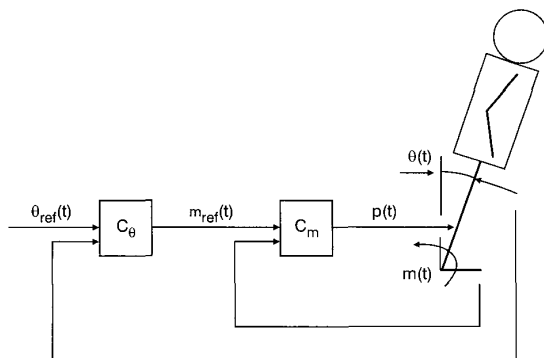 θ(t)
θref(t)
Cθ
mref(t)
Cm
p(t)
m(t)